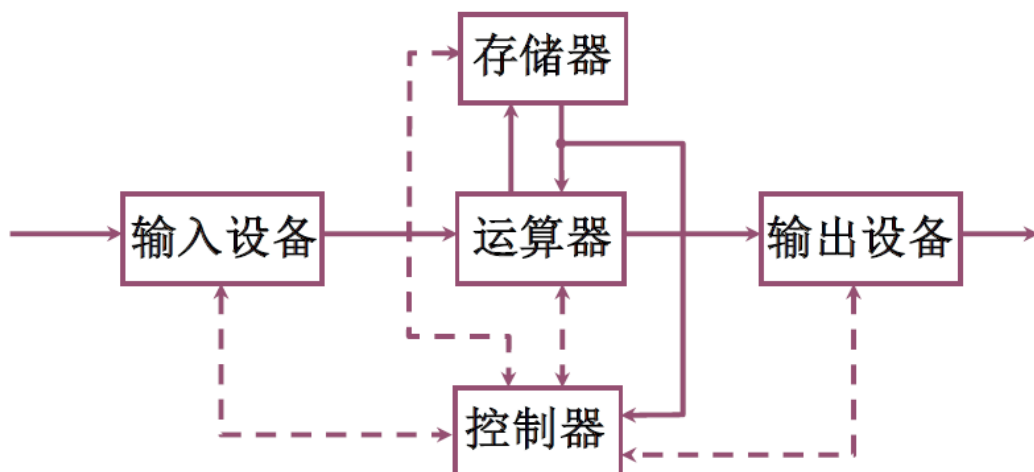 存储器
输入设备
运算器
输出设备
控制器